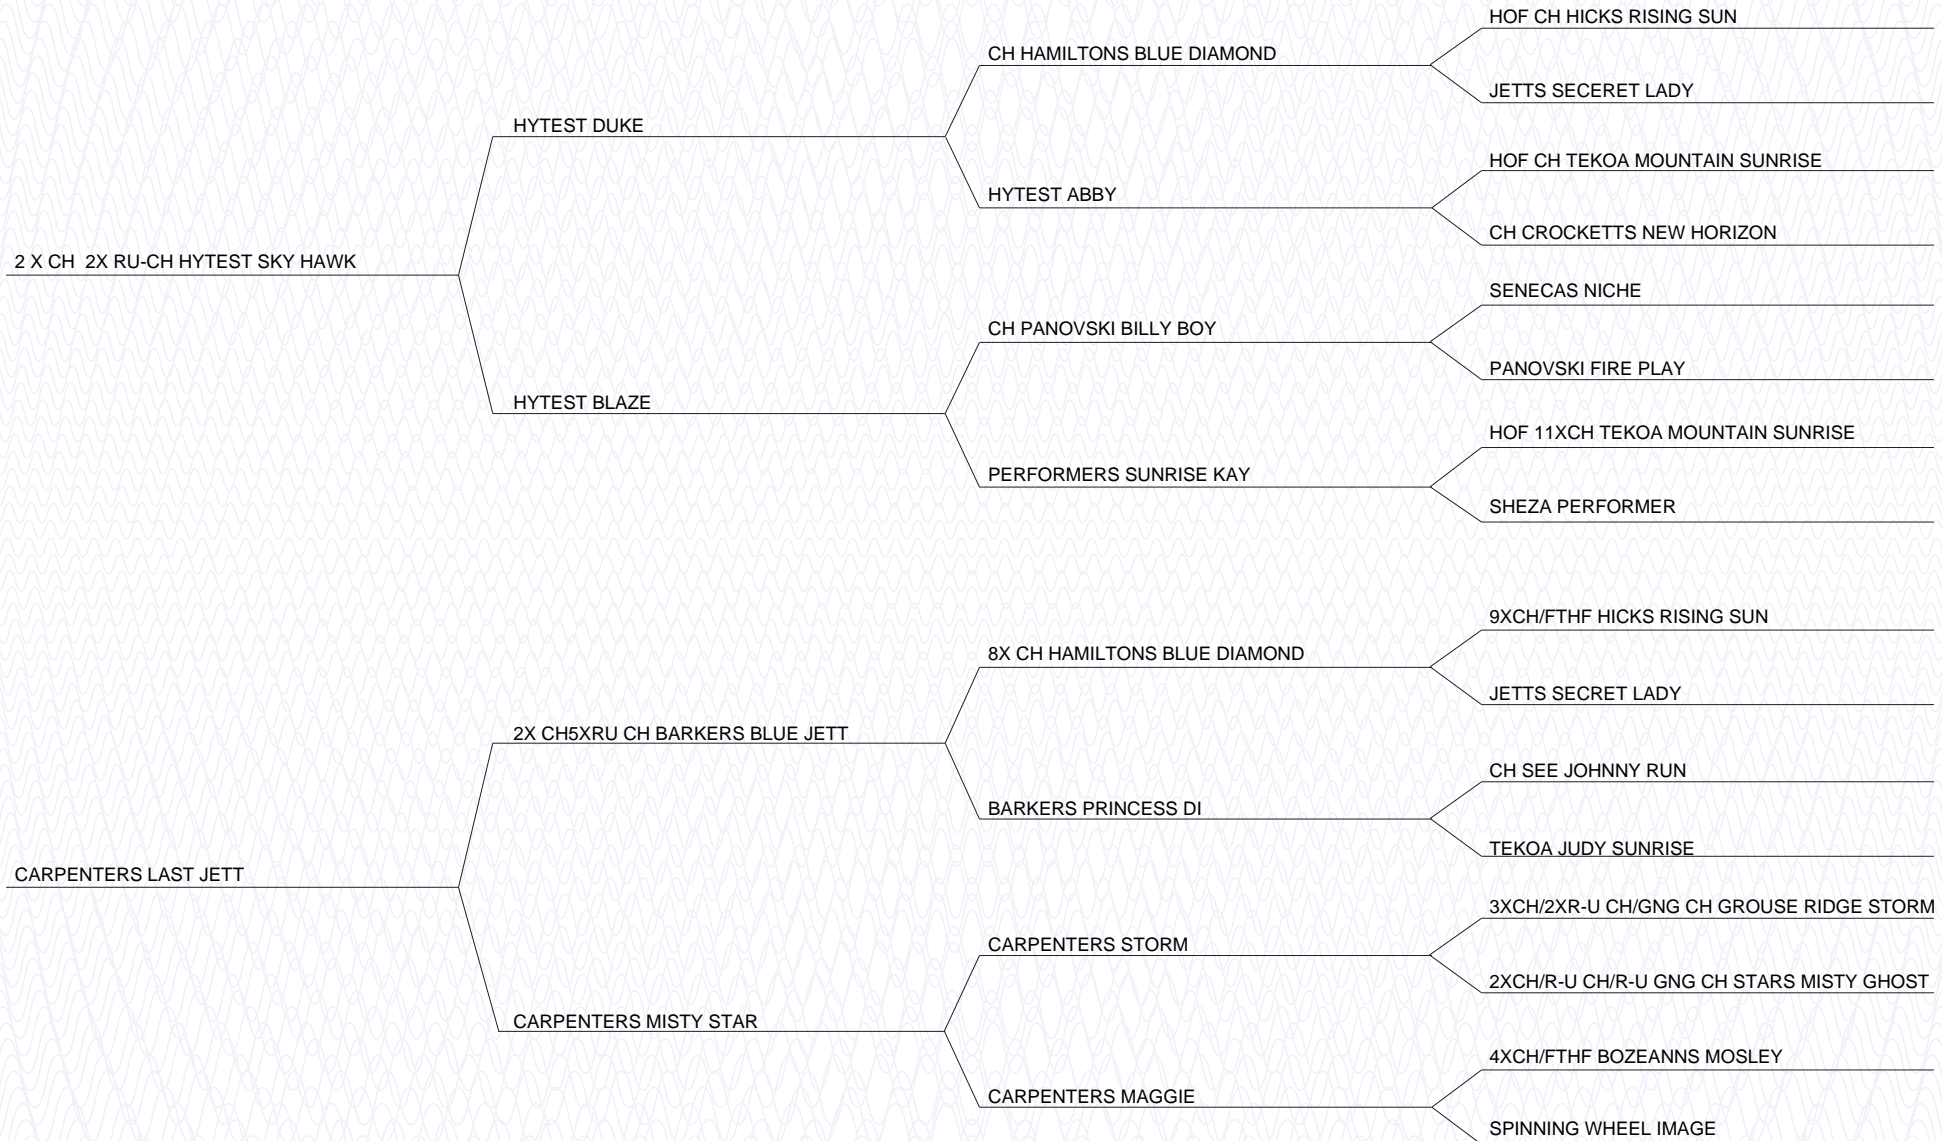 HOF CH HICKS RISING SUN
CH HAMILTONS BLUE DIAMOND
JETTS SECERET LADY
HYTEST DUKE
HOF CH TEKOA MOUNTAIN SUNRISE
HYTEST ABBY
CH CROCKETTS NEW HORIZON
2 X CH  2X RU-CH HYTEST SKY HAWK
SENECAS NICHE
CH PANOVSKI BILLY BOY
PANOVSKI FIRE PLAY
HYTEST BLAZE
HOF 11XCH TEKOA MOUNTAIN SUNRISE
PERFORMERS SUNRISE KAY
SHEZA PERFORMER
9XCH/FTHF HICKS RISING SUN
8X CH HAMILTONS BLUE DIAMOND
JETTS SECRET LADY
2X CH5XRU CH BARKERS BLUE JETT
CH SEE JOHNNY RUN
BARKERS PRINCESS DI
TEKOA JUDY SUNRISE
CARPENTERS LAST JETT
3XCH/2XR-U CH/GNG CH GROUSE RIDGE STORM
CARPENTERS STORM
2XCH/R-U CH/R-U GNG CH STARS MISTY GHOST
CARPENTERS MISTY STAR
4XCH/FTHF BOZEANNS MOSLEY
CARPENTERS MAGGIE
SPINNING WHEEL IMAGE